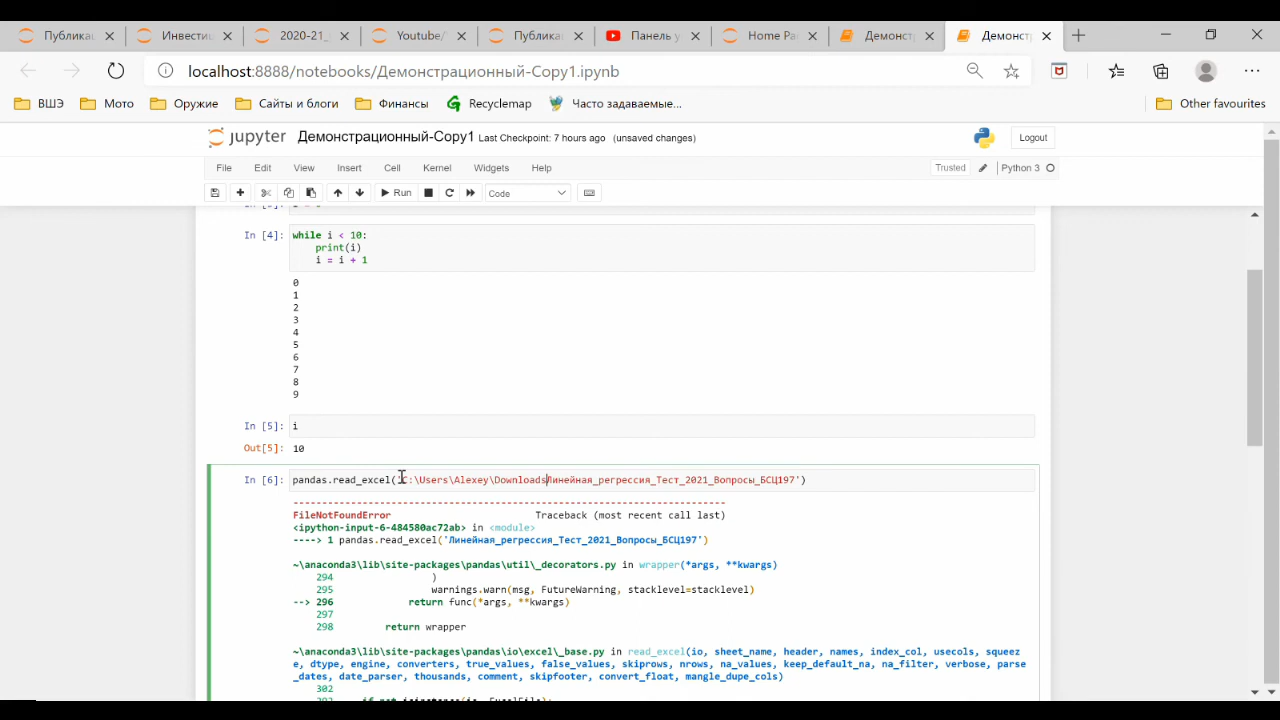 Публикац
Инвести
2020-21_
Youtube/
Публика
Панель у
Home Pa
Демонст
Демонст
localhost:8888/notebooks/Демонстрационный-Copy1.ipynb
ВШЭ Мото Оружие Сайты и блоги Финансы Recyclemap Часто задаваемые... Other favourites
jupyter Демонстрационный-Copy1 Last Checkpoint: 7 hours ago (unsaved changes) Logout
File Edit View Insert Cell Kernel Widgets Help Trusted Python 3
Run Code
In [4]: while i < 10:
print(i)
i = i + 1
0
1
2
3
4
5
6
7
8
9
In [5]: i
Out[5]: 10
In [6]: pandas.read_excel('C:\Users\Alexey\DownloadsЛинейная_регрессия_Тест_2021_Вопросы_БСЦ197')
---------------------------------------------------------------------------
FileNotFoundError Traceback (most recent call last)
<ipython-input-6-484580ac72ab> in <module>
----> 1 pandas.read_excel('Линейная_регрессия_Тест_2021_Вопросы_БСЦ197')
~\anaconda3\lib\site-packages\pandas\util\_decorators.py in wrapper(*args, **kwargs)
294 )
295 warnings.warn(msg, FutureWarning, stacklevel=stacklevel)
--> 296 return func(*args, **kwargs)
297
298 return wrapper
~\anaconda3\lib\site-packages\pandas\io\excel\_base.py in read_excel(io, sheet_name, header, names, index_col, usecols, squeez
e, dtype, engine, converters, true_values, false_values, skiprows, nrows, na_values, keep_default_na, na_filter, verbose, parse
_dates, date_parser, thousands, comment, skipfooter, convert_float, mangle_dupe_cols)
302